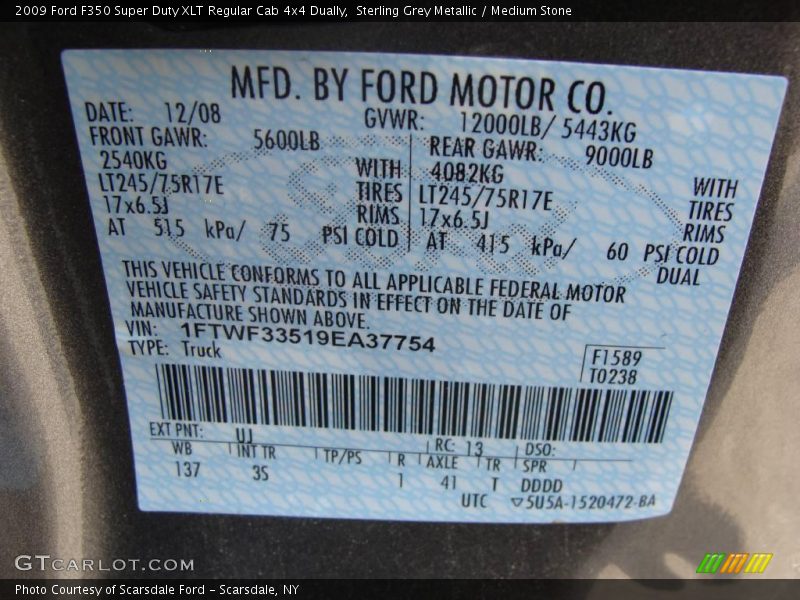 2009 Ford F350 Super Duty XLT Regular Cab 4x4 Dually, Sterling Grey Metallic / Medium Stone
MFD. BY FORD MOTOR CO.
DATE: 12/08 GVWR: 12000LB/ 5443KG
FRONT GAWR: 5600LB REAR GAWR: 9000LB
2540KG WITH 4082KG WITH
LT245/75R17E TIRES LT245/75R17E TIRES
17x6.5J RIMS 17x6.5J RIMS
AT 515 kPa/ 75 PSI COLD AT 415 kPa/ 60 PSI COLD
DUAL
THIS VEHICLE CONFORMS TO ALL APPLICABLE FEDERAL MOTOR
VEHICLE SAFETY STANDARDS IN EFFECT ON THE DATE OF
MANUFACTURE SHOWN ABOVE.
VIN: 1FTWF33519EA37754
TYPE: Truck
F1589
T0238
EXT PNT: UJ RC: 13 DSO:
WB INT TR TP/PS R AXLE TR SPR
137 3S 1 41 T DDDD
UTC ▽5U5A-1520472-BA
GTCARLOT.COM
Photo Courtesy of Scarsdale Ford – Scarsdale, NY